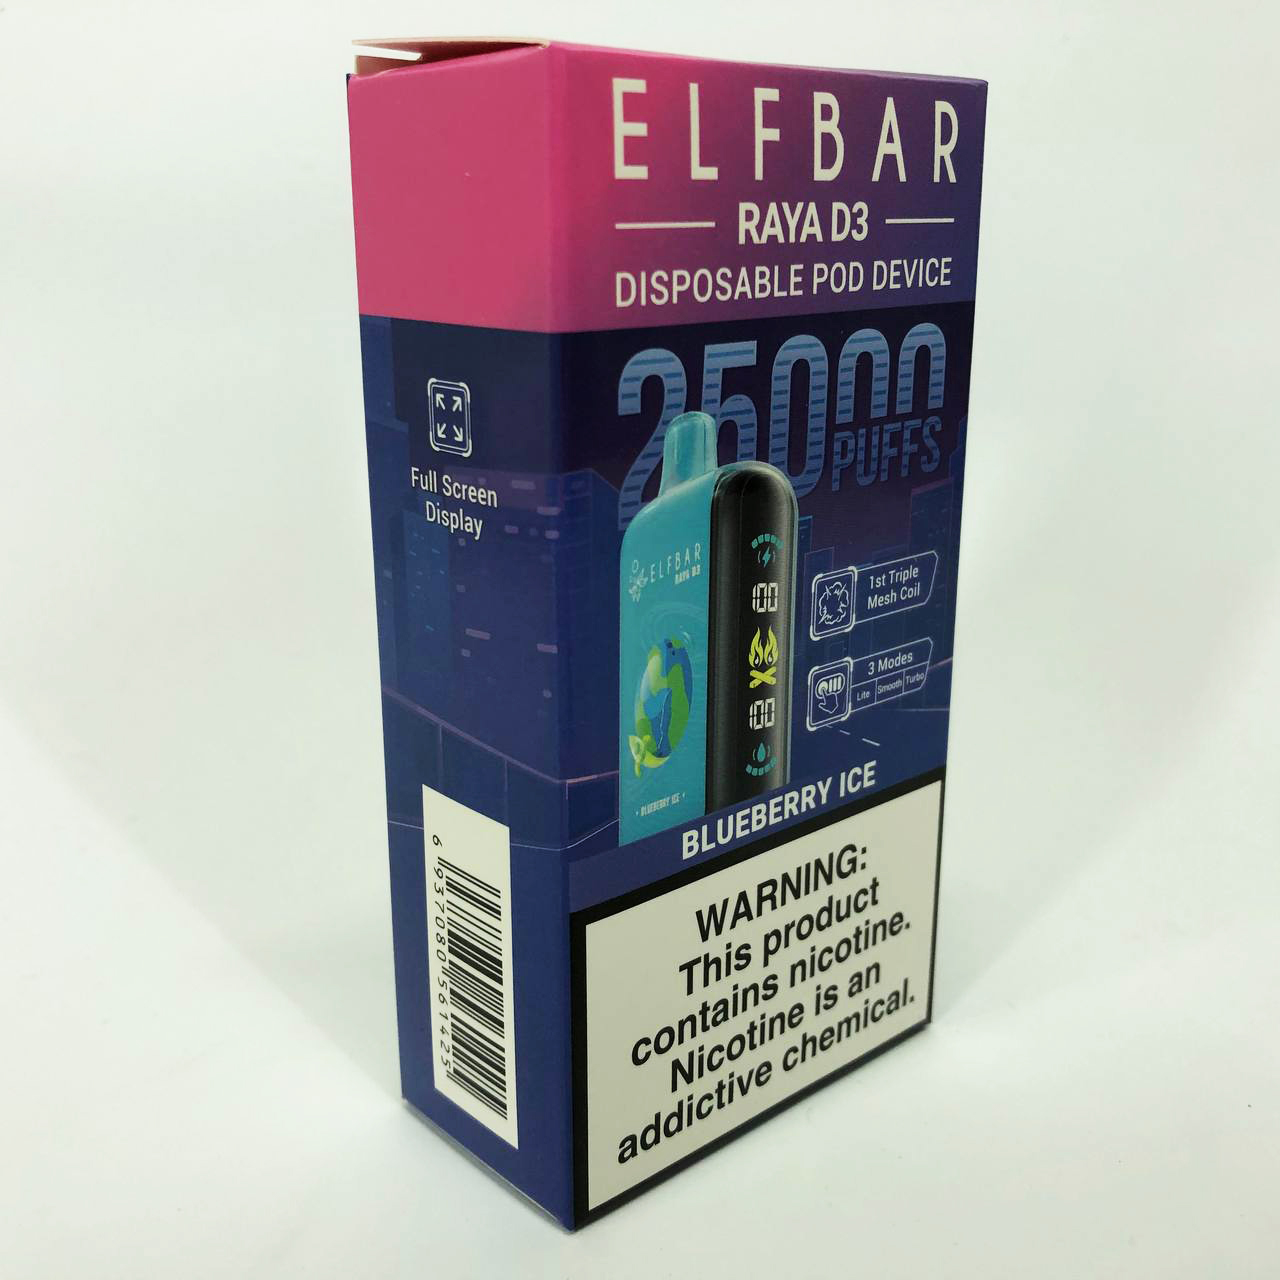 ELFBAR
RAYA D3
DISPOSABLE POD DEVICE
25000
PUFFS
Full Screen
Display
ELFBAR
RAYA D3
100
100
BLUEBERRY ICE
1st Triple
Mesh Coil
3 Modes
Lite Smooth Turbo
BLUEBERRY ICE
WARNING:
This product
contains nicotine.
Nicotine is an
addictive chemical.
6 937080 561425